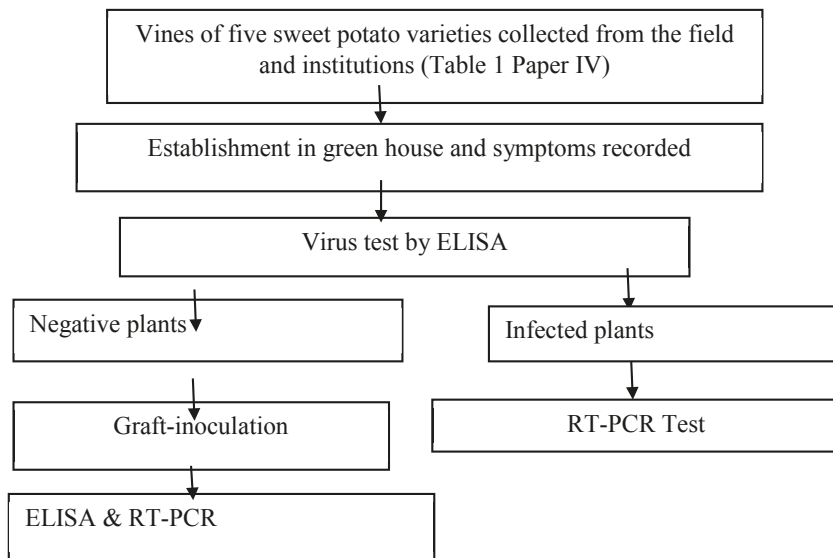 Vines of five sweet potato varieties collected from the field
and institutions (Table 1 Paper IV)
Establishment in green house and symptoms recorded
Virus test by ELISA
Negative plants
Infected plants
Graft-inoculation
RT-PCR Test
ELISA & RT-PCR